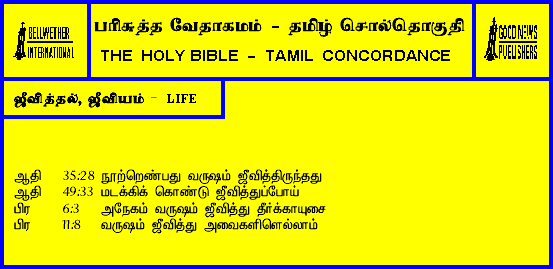 BELLWETHER
INTERNATIONAL
பரிசுத்த வேதாகமம் - தமிழ் சொல்தொகுதி
THE HOLY BIBLE - TAMIL CONCORDANCE
GOOD NEWS
PUBLISHERS
ஜீவித்தல், ஜீவியம் - LIFE
ஆதி 35:28 நூற்றெண்பது வருஷம் ஜீவித்திருந்தது
ஆதி 49:33 மடக்கிக் கொண்டு ஜீவித்துப்போய்
பிர 6:3 அநேகம் வருஷம் ஜீவித்து தீர்க்காயுசை
பிர 11:8 வருஷம் ஜீவித்து அவைகளிளெல்லாம்